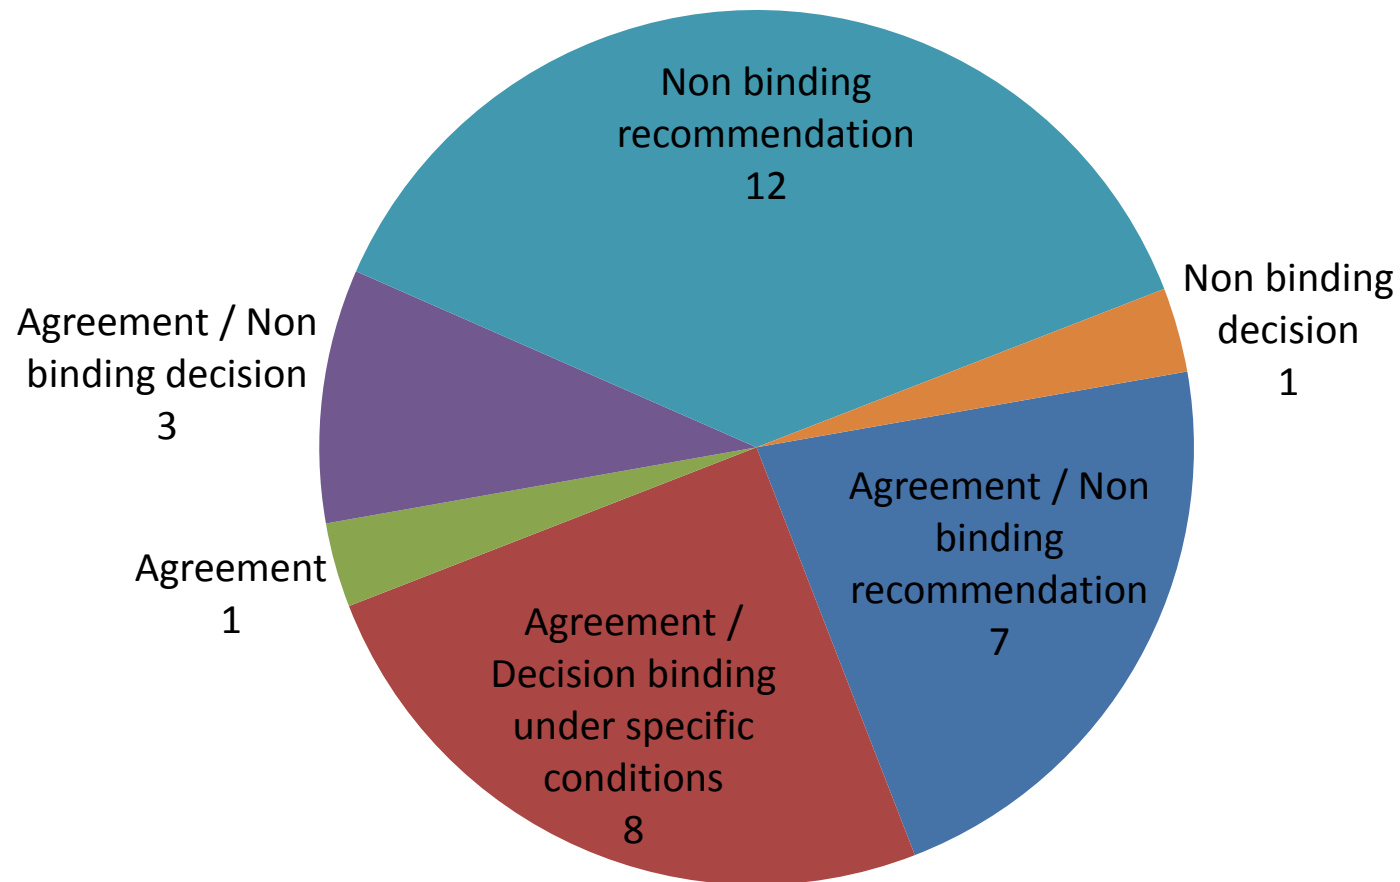 Non binding
recommendation
12
Non binding
decision
1
Agreement / Non
binding decision
3
Agreement / Non
binding
recommendation
7
Agreement
1
Agreement /
Decision binding
under specific
conditions
8